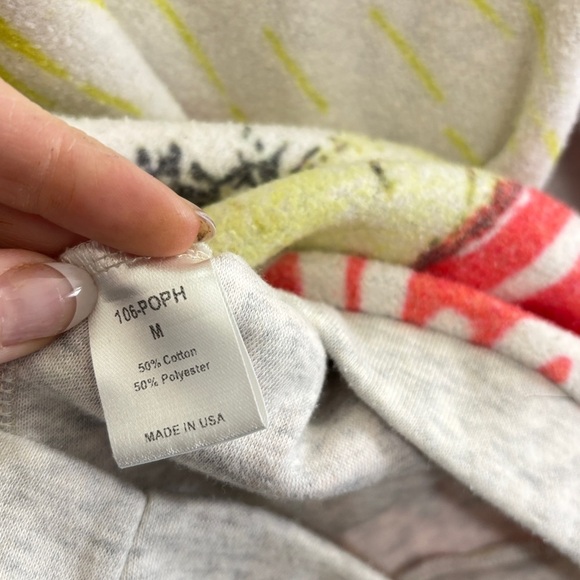 106-POPH
M
50% Cotton
50% Polyester
MADE IN USA